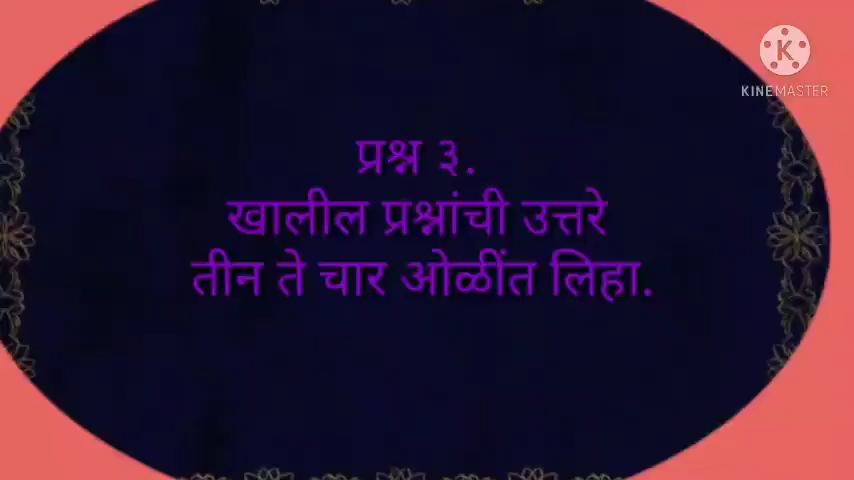 K
KINEMASTER
प्रश्न ३.
खालील प्रश्नांची उत्तरे
तीन ते चार ओळींत लिहा.